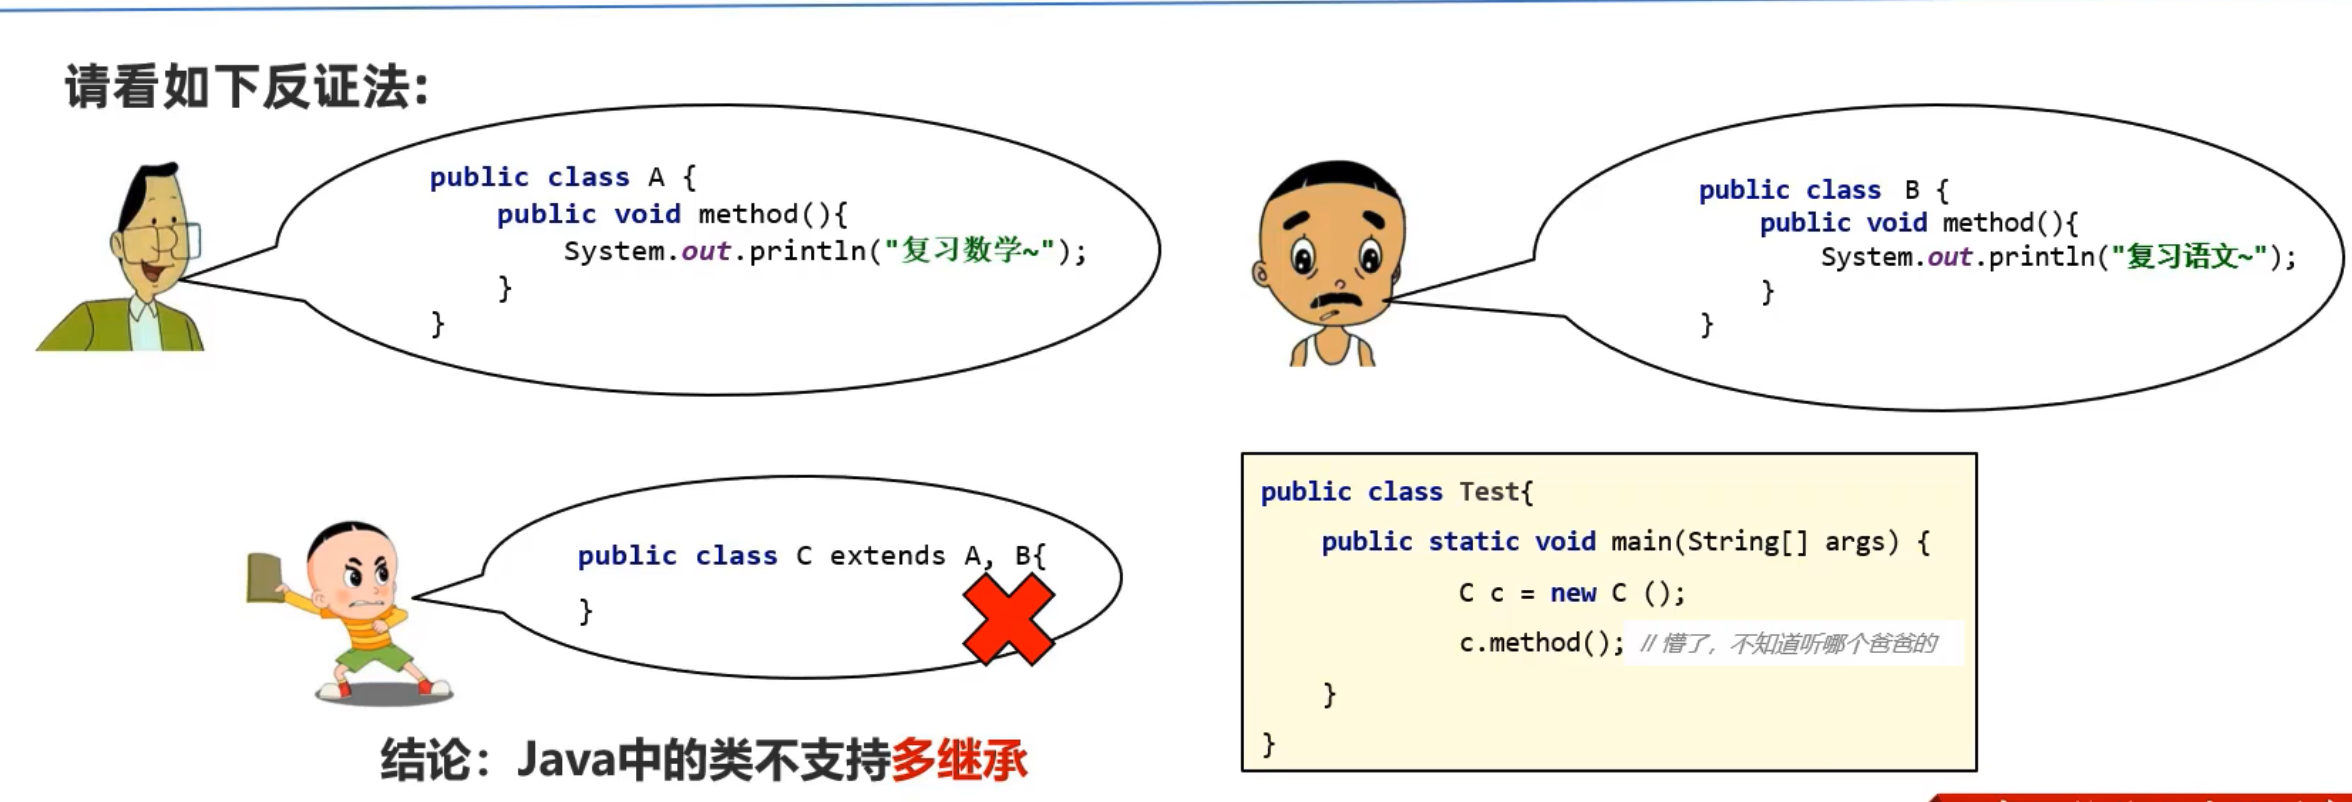 请看如下反证法:
public class A {
public void method(){
System.out.println("复习数学~");
}
}
public class B {
public void method(){
System.out.println("复习语文~");
}
}
public class C extends A, B{
}
public class Test{
public static void main(String[] args) {
C c = new C ();
c.method(); // 懵了，不知道听哪个爸爸的
}
}
结论：Java中的类不支持多继承